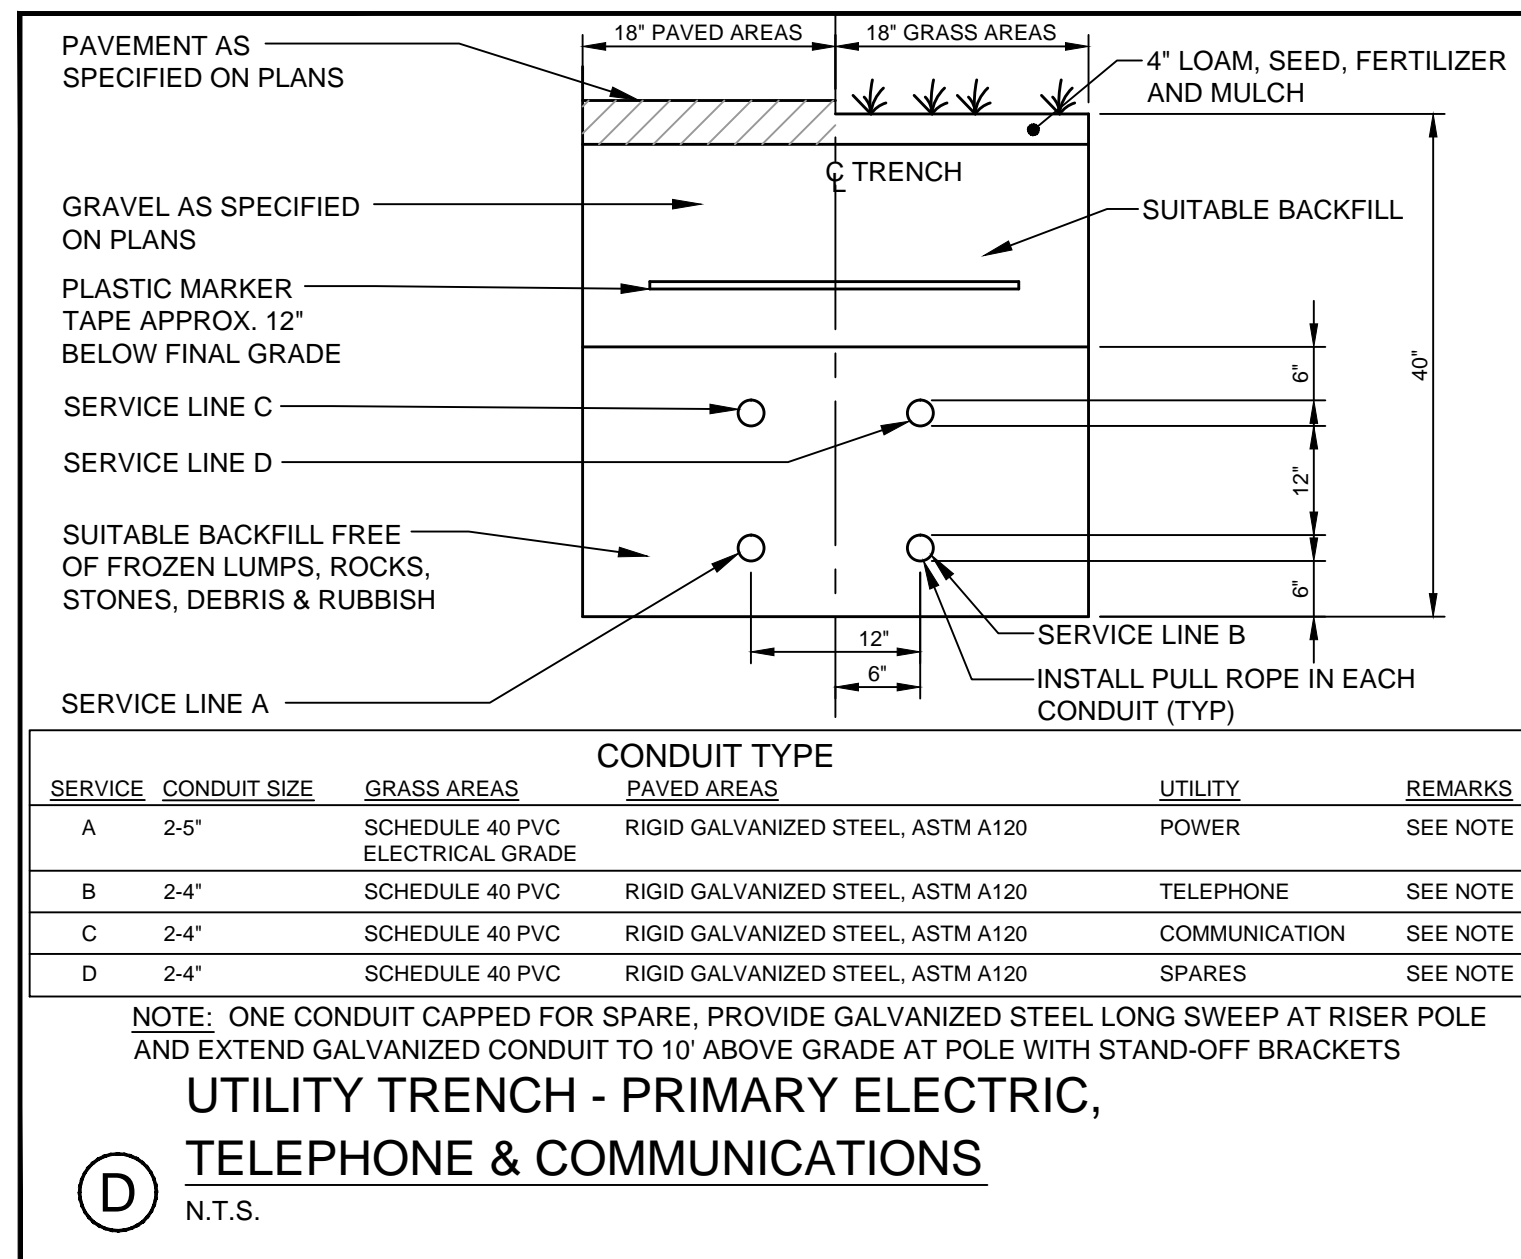 18" PAVED AREAS
18" GRASS AREAS
PAVEMENT AS
SPECIFIED ON PLANS
4" LOAM, SEED, FERTILIZER
AND MULCH
℄ TRENCH
GRAVEL AS SPECIFIED
ON PLANS
SUITABLE BACKFILL
PLASTIC MARKER
TAPE APPROX. 12"
BELOW FINAL GRADE
6"
40"
SERVICE LINE C
SERVICE LINE D
12"
SUITABLE BACKFILL FREE
OF FROZEN LUMPS, ROCKS,
STONES, DEBRIS & RUBBISH
6"
12"
SERVICE LINE B
6"
INSTALL PULL ROPE IN EACH
CONDUIT (TYP)
SERVICE LINE A
CONDUIT TYPE
SERVICE CONDUIT SIZE GRASS AREAS PAVED AREAS UTILITY REMARKS
A 2-5" SCHEDULE 40 PVC RIGID GALVANIZED STEEL, ASTM A120 POWER SEE NOTE
ELECTRICAL GRADE
B 2-4" SCHEDULE 40 PVC RIGID GALVANIZED STEEL, ASTM A120 TELEPHONE SEE NOTE
C 2-4" SCHEDULE 40 PVC RIGID GALVANIZED STEEL, ASTM A120 COMMUNICATION SEE NOTE
D 2-4" SCHEDULE 40 PVC RIGID GALVANIZED STEEL, ASTM A120 SPARES SEE NOTE
NOTE: ONE CONDUIT CAPPED FOR SPARE, PROVIDE GALVANIZED STEEL LONG SWEEP AT RISER POLE
AND EXTEND GALVANIZED CONDUIT TO 10' ABOVE GRADE AT POLE WITH STAND-OFF BRACKETS
UTILITY TRENCH - PRIMARY ELECTRIC,
TELEPHONE & COMMUNICATIONS
D
N.T.S.